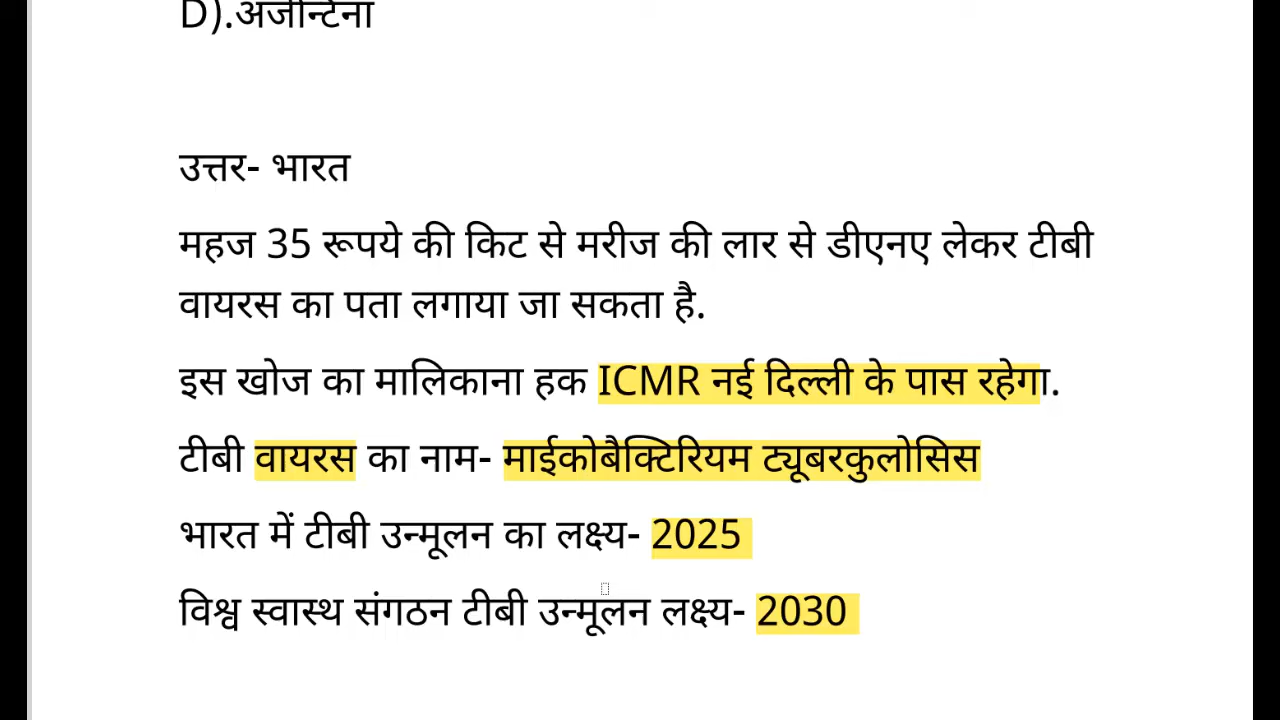 D).अर्जेन्टिना
उत्तर- भारत
महज 35 रूपये की किट से मरीज की लार से डीएनए लेकर टीबी
वायरस का पता लगाया जा सकता है.
इस खोज का मालिकाना हक ICMR नई दिल्ली के पास रहेगा.
टीबी वायरस का नाम- माईकोबैक्टिरियम ट्यूबरकुलोसिस
भारत में टीबी उन्मूलन का लक्ष्य- 2025
विश्व स्वास्थ संगठन टीबी उन्मूलन लक्ष्य- 2030